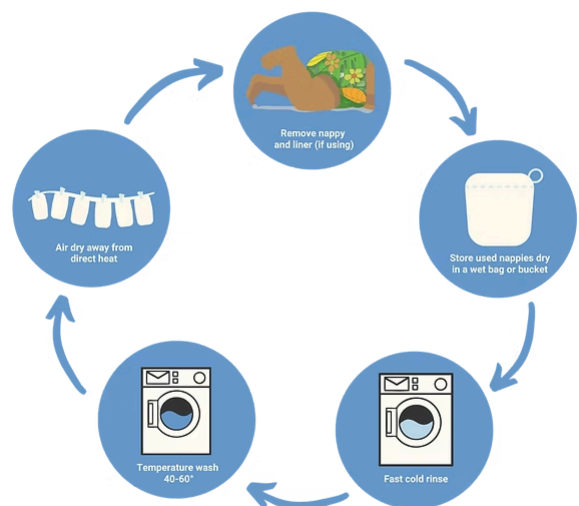 Remove nappy
and liner (if using)
Store used nappies dry
in a wet bag or bucket
Fast cold rinse
Temperature wash
40-60°
Air dry away from
direct heat